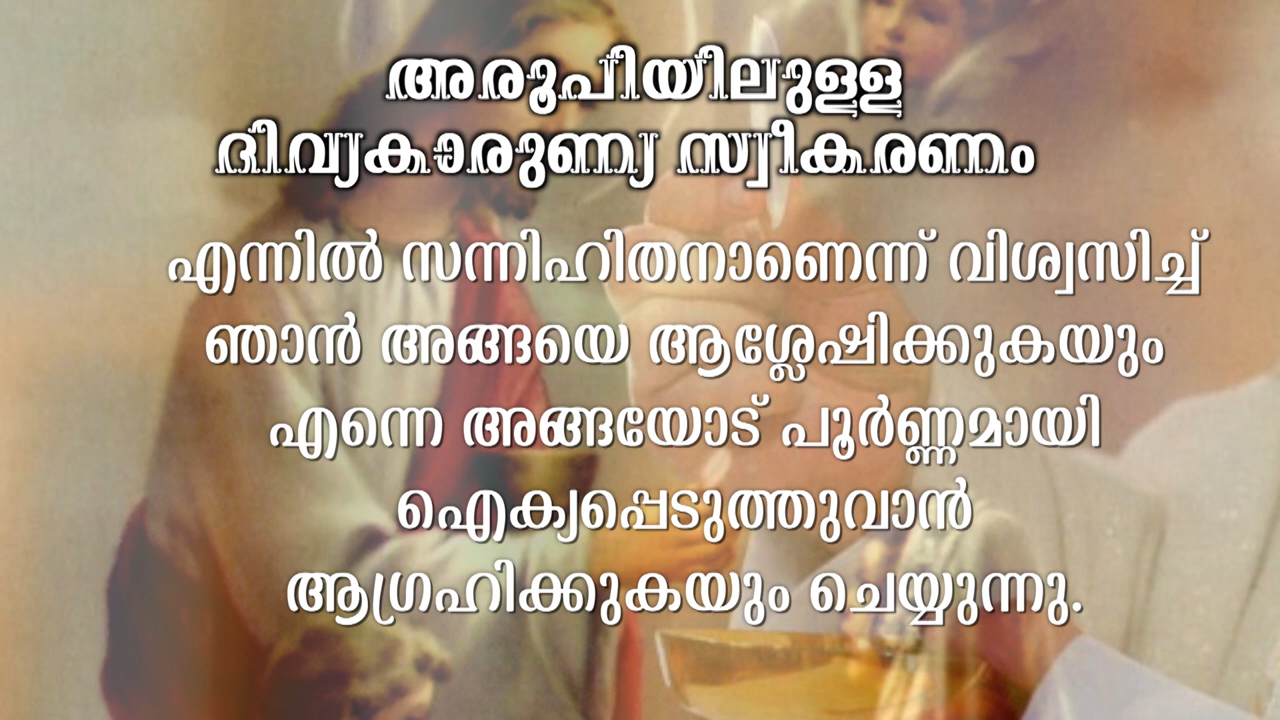 അരൂപിയിലുള്ള
ദിവ്യകാരുണ്യ സ്വീകരണം
എന്നിൽ സന്നിഹിതനാണെന്ന് വിശ്വസിച്ച്
ഞാൻ അങ്ങയെ ആശ്ലേഷിക്കുകയും
എന്നെ അങ്ങയോട് പൂർണ്ണമായി
ഐക്യപ്പെടുത്തുവാൻ
ആഗ്രഹിക്കുകയും ചെയ്യുന്നു.